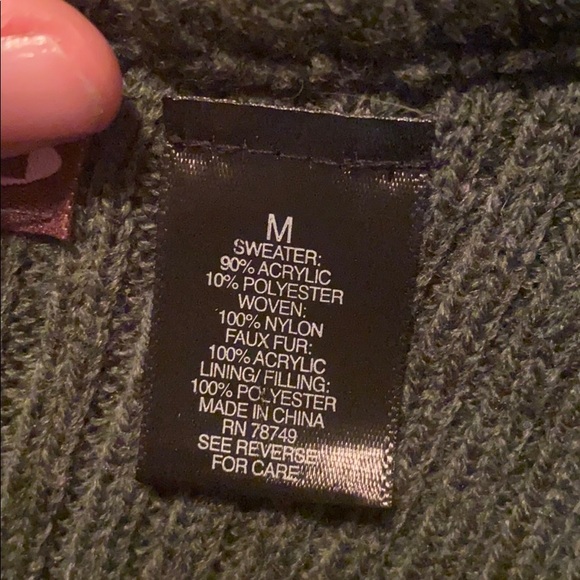 M
SWEATER:
90% ACRYLIC
10% POLYESTER
WOVEN:
100% NYLON
FAUX FUR:
100% ACRYLIC
LINING/ FILLING:
100% POLYESTER
MADE IN CHINA
RN 78749
SEE REVERSE
FOR CARE